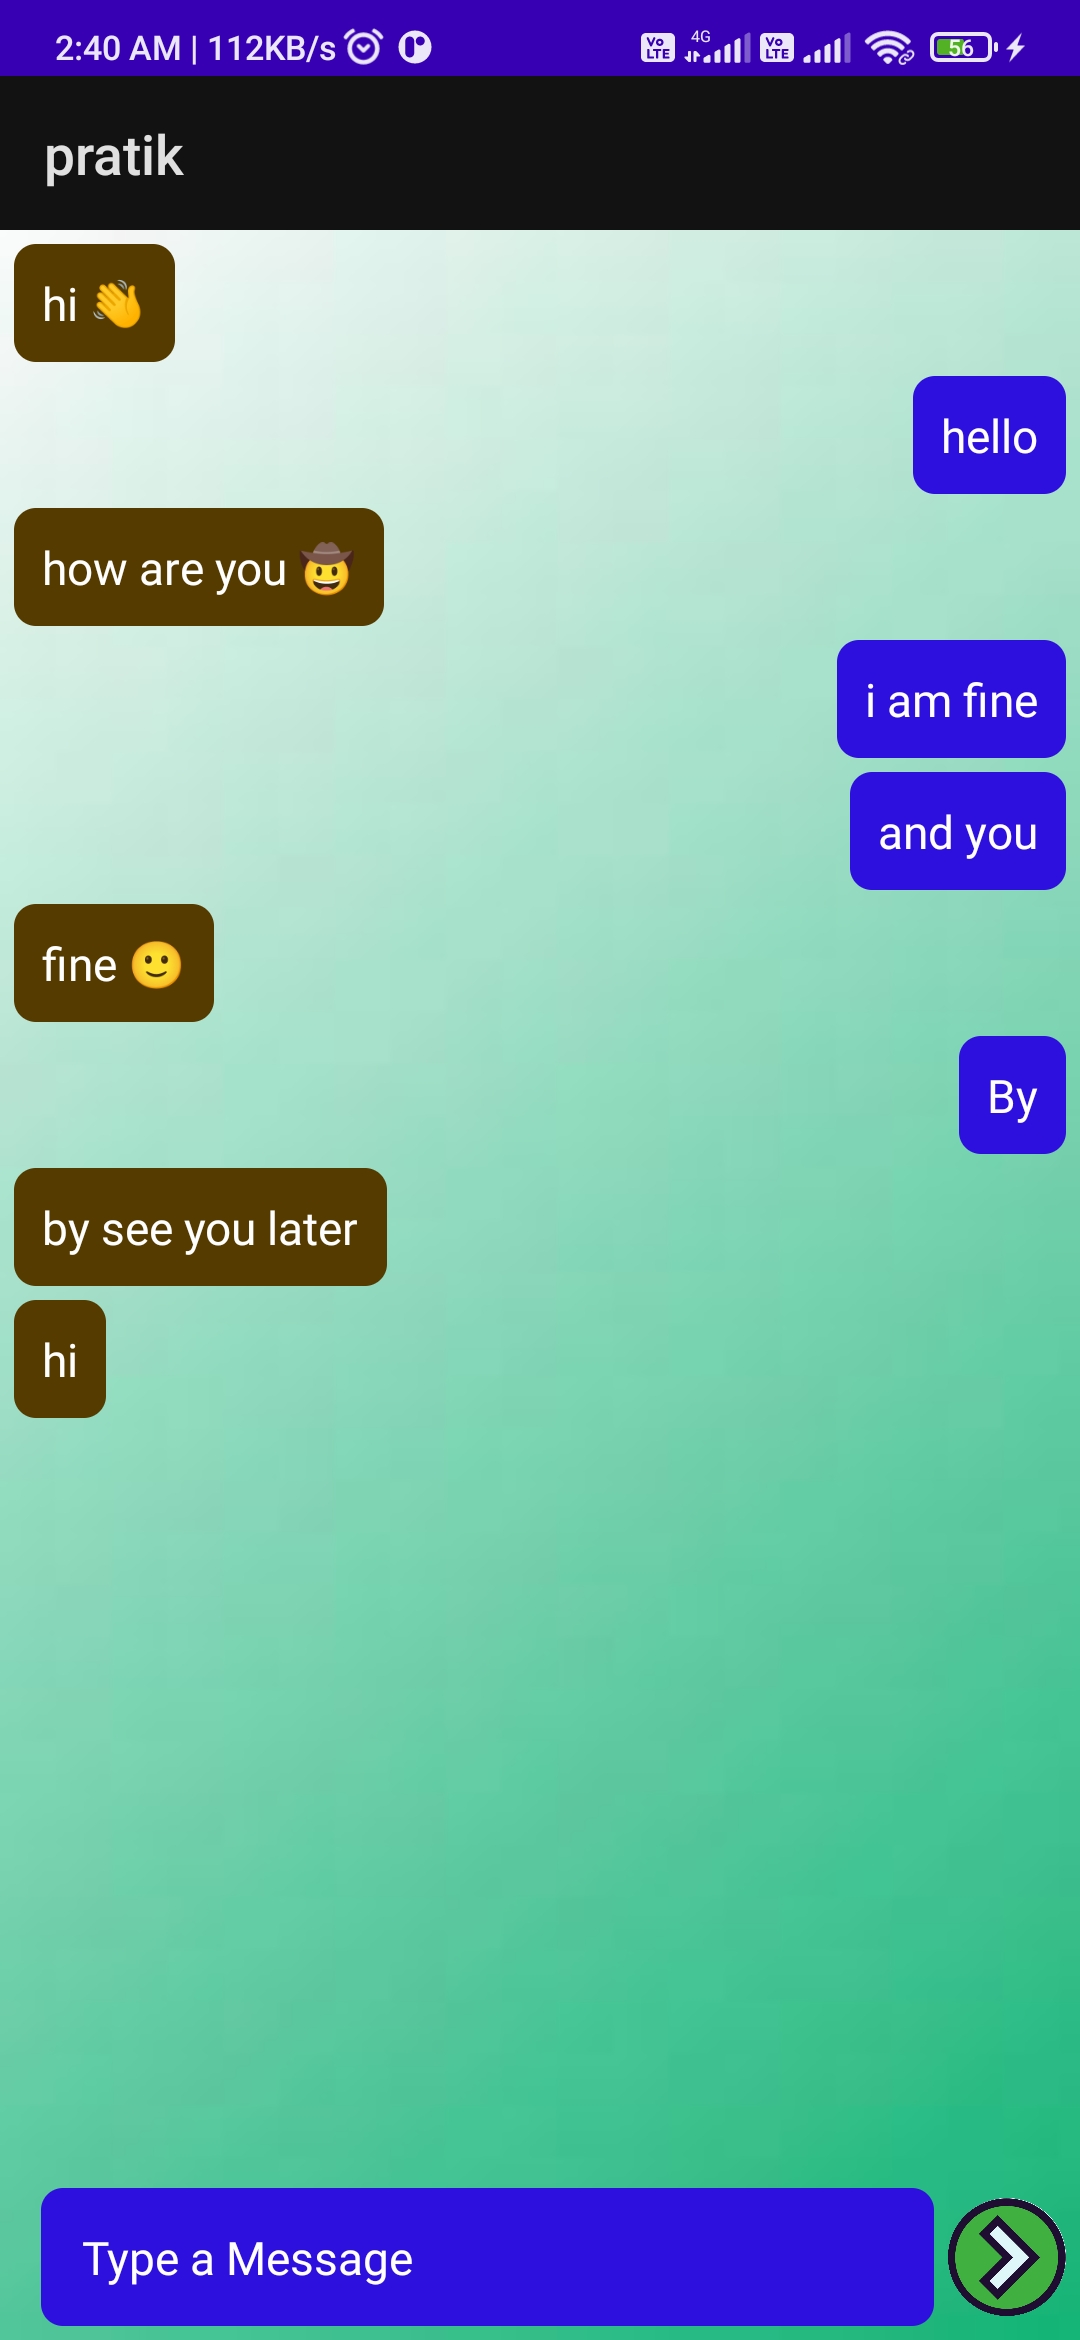 2:40 AM | 112KB/s Vo LTE 4G Vo LTE 56
pratik
hi 👋
hello
how are you 🤠
i am fine
and you
fine 🙂
By
by see you later
hi
Type a Message